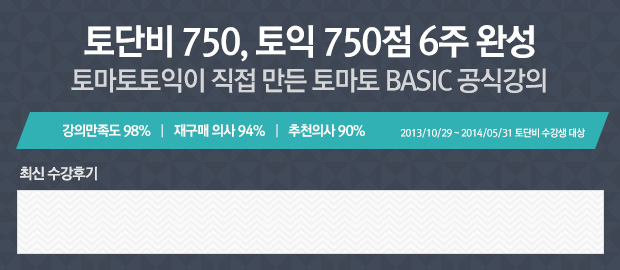 토단비 750, 토익 750점 6주 완성
토마토토익이 직접 만든 토마토 BASIC 공식강의
강의만족도 98% | 재구매 의사 94% | 추천의사 90% 2013/10/29 ~ 2014/05/31 토단비 수강생 대상
최신 수강후기